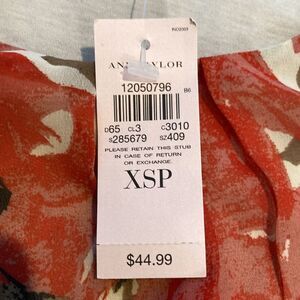 ANN TAYLOR
12050796
B6
D65 CL3 C3010
S285679 SZ409
PLEASE RETAIN THIS STUB
IN CASE OF RETURN
OR EXCHANGE.
XSP
$44.99